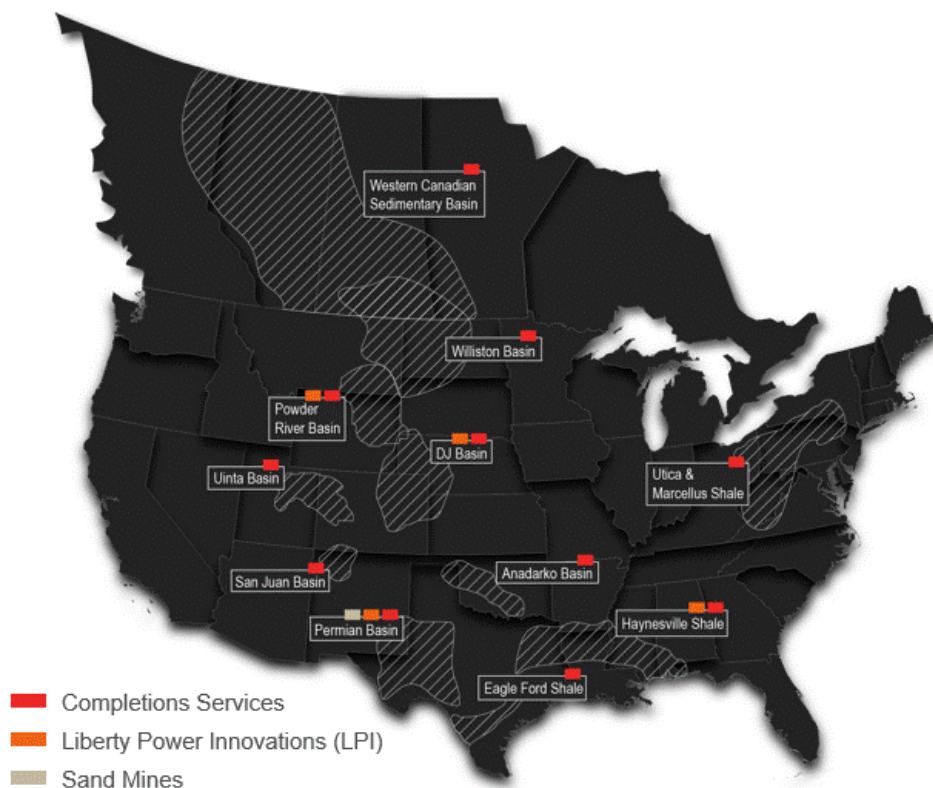 Western Canadian
Sedimentary Basin
Williston Basin
Powder
River Basin
DJ Basin
Uinta Basin
Utica &
Marcellus Shale
San Juan Basin
Anadarko Basin
Permian Basin
Haynesville Shale
Eagle Ford Shale
Completions Services
Liberty Power Innovations (LPI)
Sand Mines